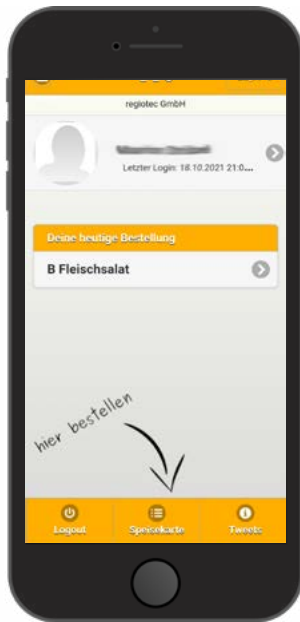 regiotec GmbH
Letzter Login: 18.10.2021 21:0...
Deine heutige Bestellung
B Fleischsalat
hier bestellen
Logout
Speisekarte
Tweets